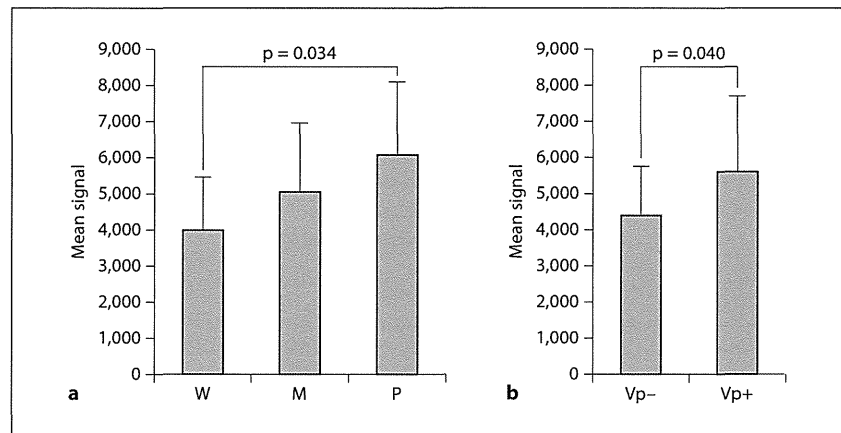 9,000
8,000
7,000
6,000
5,000
4,000
3,000
2,000
1,000
0
Mean signal
p = 0.034
W M P
a
9,000
8,000
7,000
6,000
5,000
4,000
3,000
2,000
1,000
0
Mean signal
p = 0.040
Vp– Vp+
b